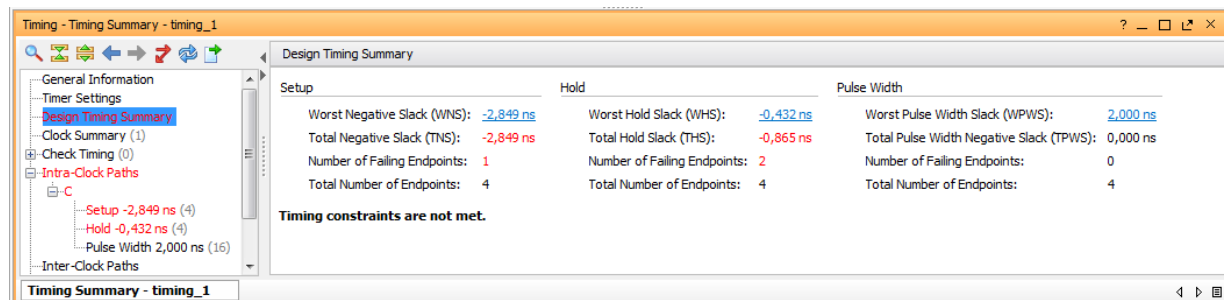 Timing - Timing Summary - timing_1
General Information
Timer Settings
Design Timing Summary
Clock Summary (1)
Check Timing (0)
Intra-Clock Paths
C
Setup -2,849 ns (4)
Hold -0,432 ns (4)
Pulse Width 2,000 ns (16)
Inter-Clock Paths
Design Timing Summary
Setup Hold Pulse Width
Worst Negative Slack (WNS): -2,849 ns Worst Hold Slack (WHS): -0,432 ns Worst Pulse Width Slack (WPWS): 2,000 ns
Total Negative Slack (TNS): -2,849 ns Total Hold Slack (THS): -0,865 ns Total Pulse Width Negative Slack (TPWS): 0,000 ns
Number of Failing Endpoints: 1 Number of Failing Endpoints: 2 Number of Failing Endpoints: 0
Total Number of Endpoints: 4 Total Number of Endpoints: 4 Total Number of Endpoints: 4
Timing constraints are not met.
Timing Summary - timing_1